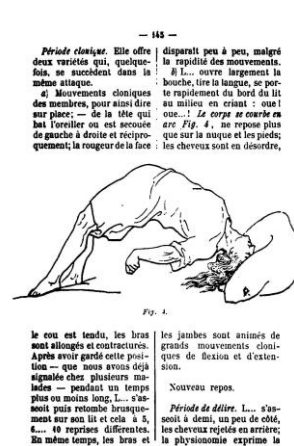 — 145 —
Période clonique. Elle offre
deux variétés qui, quelque-
fois, se succèdent dans la
même attaque.
a) Mouvements cloniques
des membres, pour ainsi dire
sur place; — de la tête qui
bat l'oreiller ou est secouée
de gauche à droite et récipro-
quement; la rougeur de la face
disparaît peu à peu, malgré
la rapidité des mouvements.
b) L... ouvre largement la
bouche, tire la langue, se por-
te rapidement du bord du lit
au milieu en criant : oue!
oue...! Le corps se courbe en
arc Fig. 4, ne repose plus
que sur la nuque et les pieds;
les cheveux sont en désordre,
Fig. 4.
le cou est tendu, les bras
sont allongés et contracturés.
Après avoir gardé cette posi-
tion — que nous avons déjà
signalée chez plusieurs ma-
lades — pendant un temps
plus ou moins long, L... s'as-
seoit puis retombe brusque-
ment sur son lit et cela à 5,
6.... 10 reprises différentes.
En même temps, les bras et
les jambes sont animés de
grands mouvements cloni-
ques de flexion et d'exten-
sion.
Nouveau repos.
Période de délire. L... s'as-
seoit à demi, un peu de côté,
les cheveux rejetés en arrière;
la physionomie exprime la